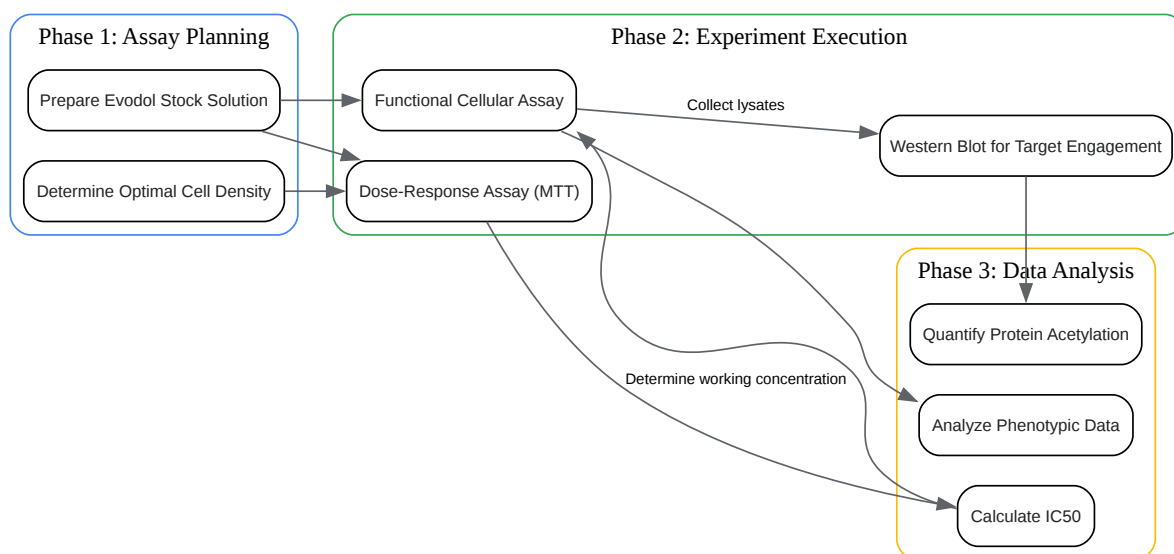 Phase 1: Assay Planning
Prepare Evodol Stock Solution
Determine Optimal Cell Density
Phase 2: Experiment Execution
Functional Cellular Assay
Dose-Response Assay (MTT)
Collect lysates
Western Blot for Target Engagement
Determine working concentration
Phase 3: Data Analysis
Quantify Protein Acetylation
Analyze Phenotypic Data
Calculate IC50